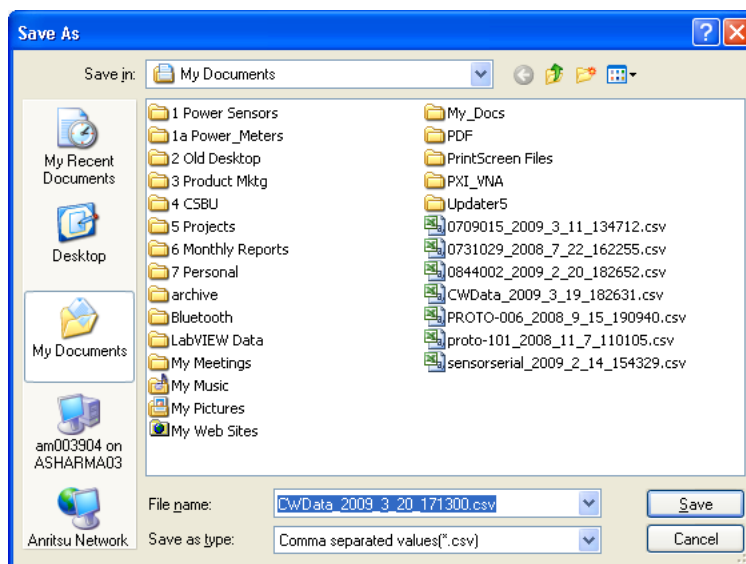 Save As
Save in: My Documents
My Recent
Documents
Desktop
My Documents
am003904 on
ASHARMA03
Anritsu Network
1 Power Sensors
1a Power_Meters
2 Old Desktop
3 Product Mktg
4 CSBU
5 Projects
6 Monthly Reports
7 Personal
archive
Bluetooth
LabVIEW Data
My Meetings
My Music
My Pictures
My Web Sites
My_Docs
PDF
PrintScreen Files
PXI_VNA
Updater5
0709015_2009_3_11_134712.csv
0731029_2008_7_22_162255.csv
0844002_2009_2_20_182652.csv
CWData_2009_3_19_182631.csv
PROTO-006_2008_9_15_190940.csv
proto-101_2008_11_7_110105.csv
sensorserial_2009_2_14_154329.csv
File name: CWData_2009_3_20_171300.csv Save
Save as type: Comma separated values(*.csv) Cancel